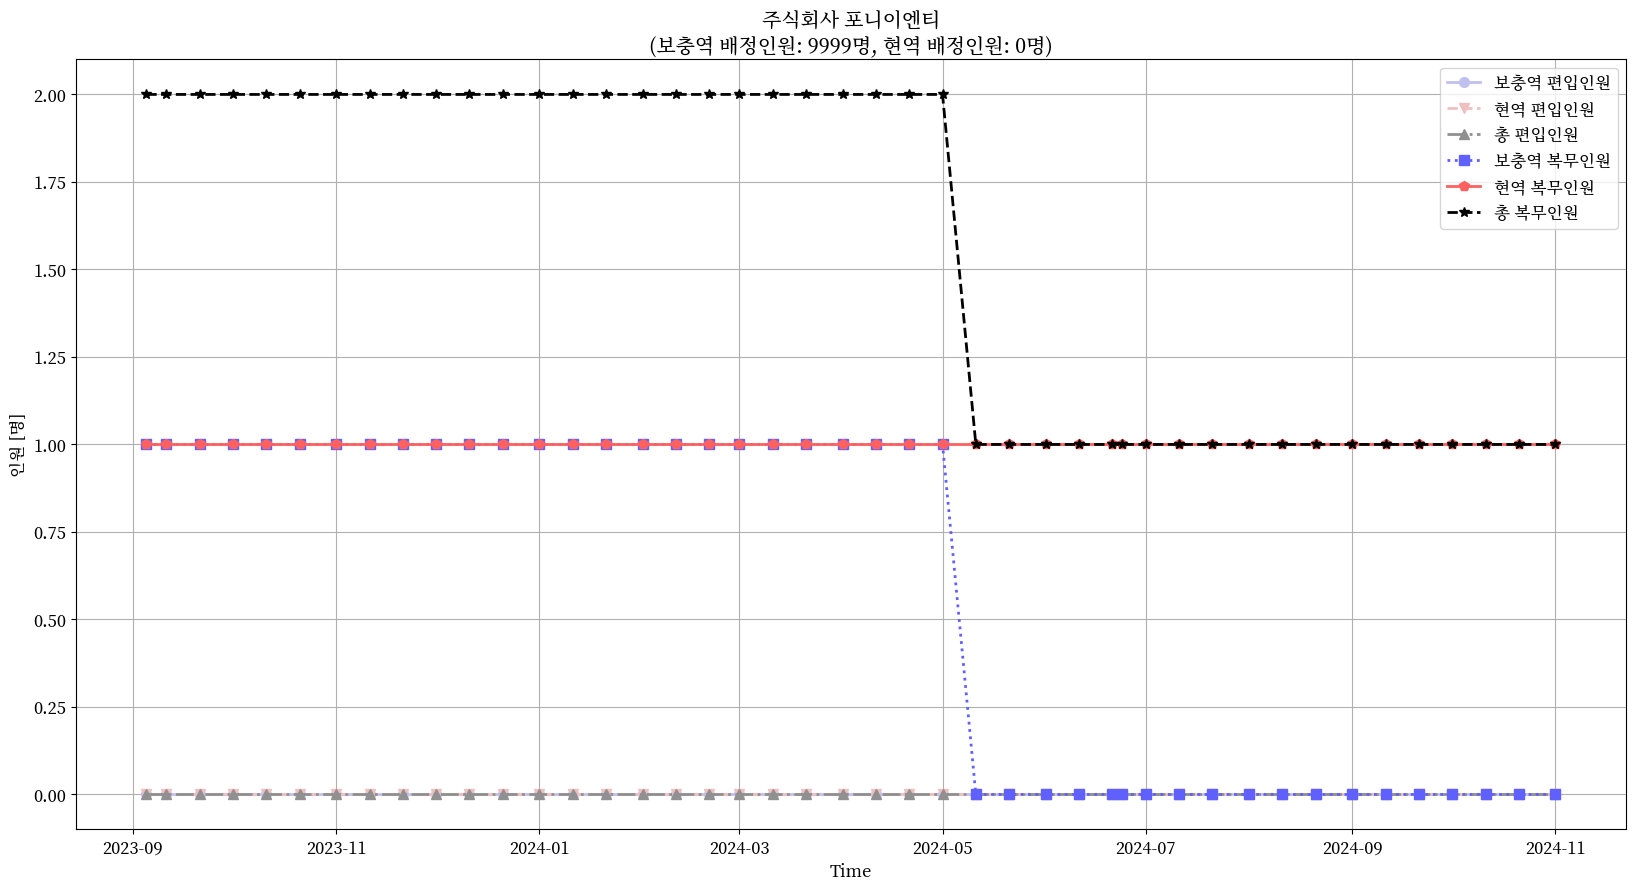 주식회사 포니이엔티
(보충역 배정인원: 9999명, 현역 배정인원: 0명)
보충역 편입인원
현역 편입인원
총 편입인원
보충역 복무인원
현역 복무인원
총 복무인원
인원 [명]
2.00
1.75
1.50
1.25
1.00
0.75
0.50
0.25
0.00
2023-09
2023-11
2024-01
2024-03
2024-05
2024-07
2024-09
2024-11
Time